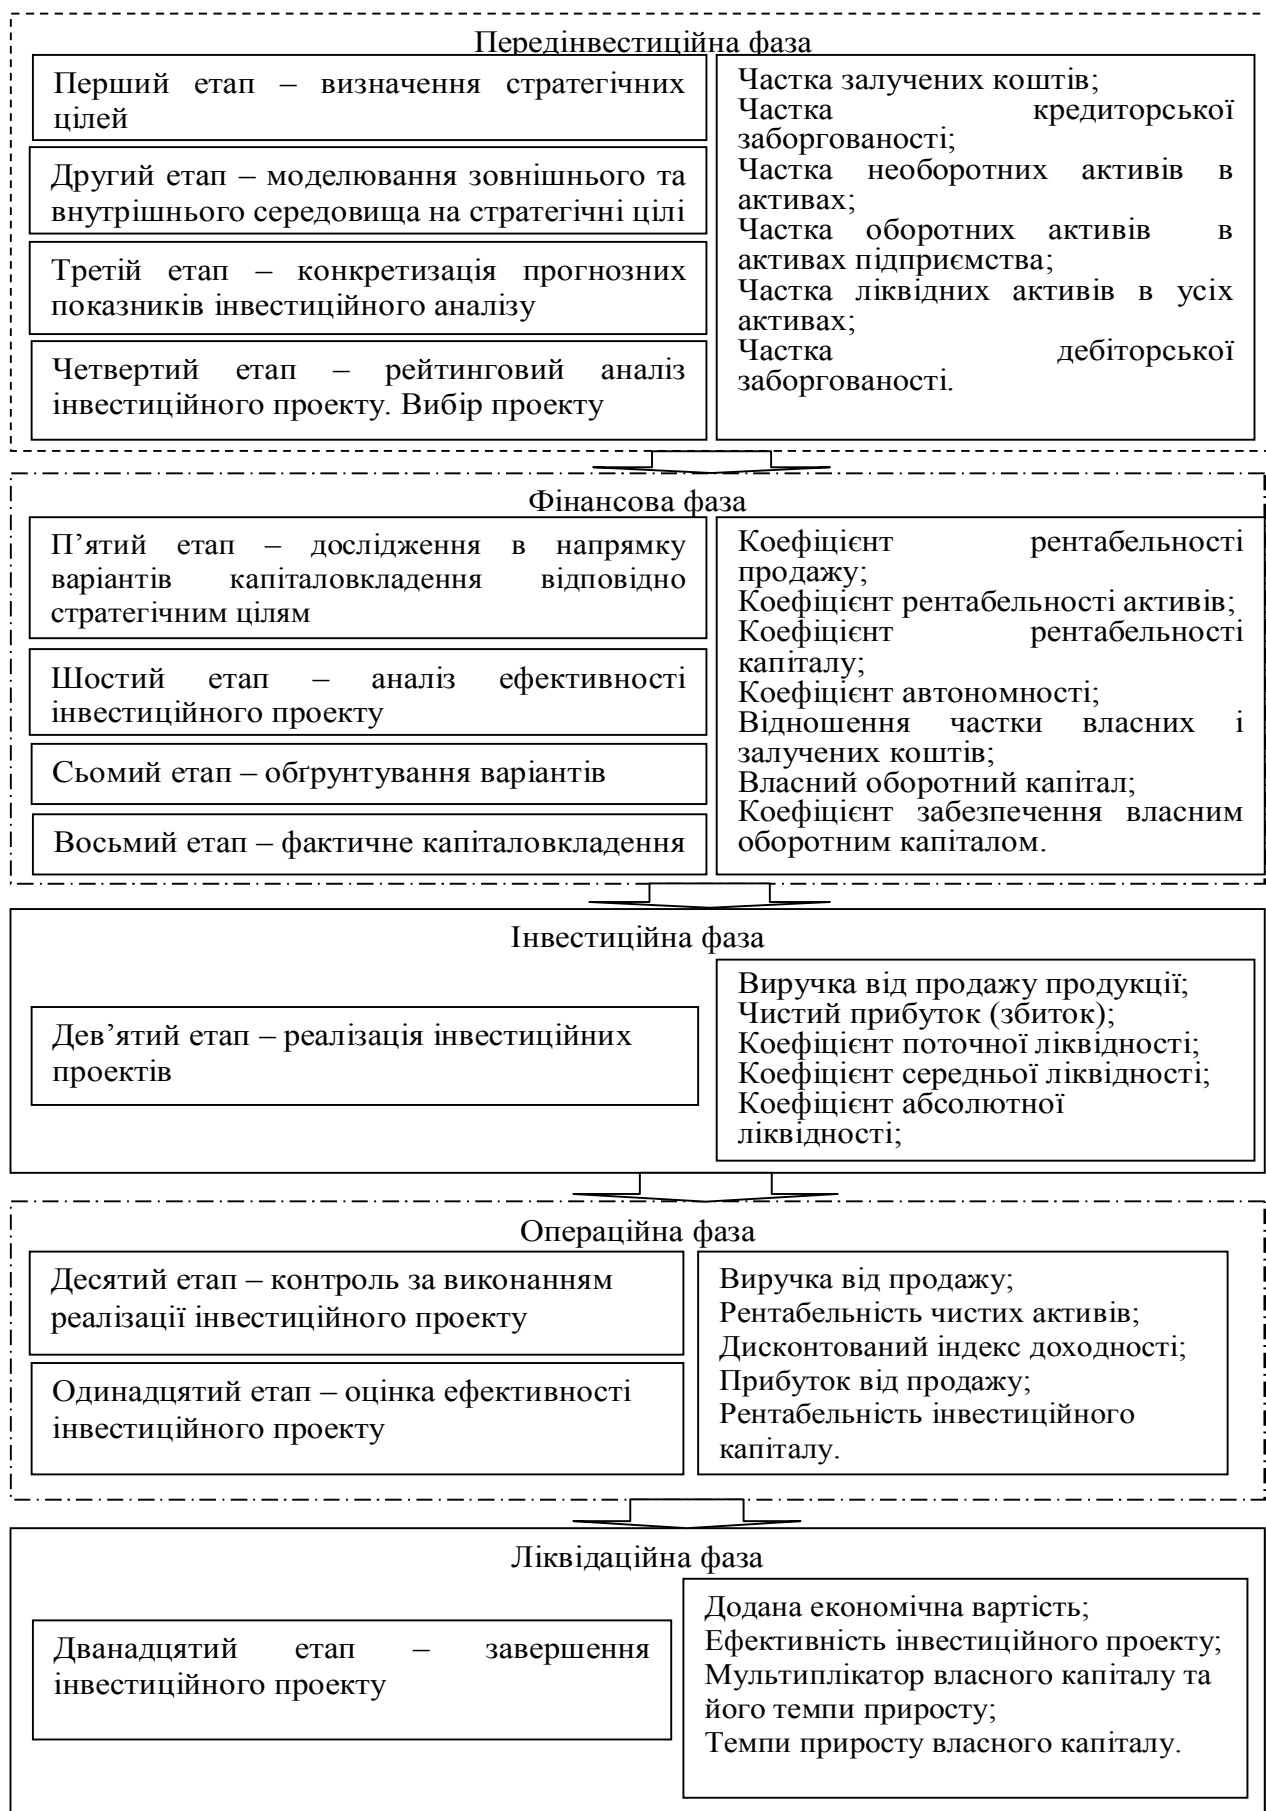 Передінвестиційна фаза
Перший етап – визначення стратегічних
цілей
Другий етап – моделювання зовнішнього та
внутрішнього середовища на стратегічні цілі
Третій етап – конкретизація прогнозних
показників інвестиційного аналізу
Четвертий етап – рейтинговий аналіз
інвестиційного проекту. Вибір проекту
Частка залучених коштів;
Частка кредиторської
заборгованості;
Частка необоротних активів в
активах;
Частка оборотних активів в
активах підприємства;
Частка ліквідних активів в усіх
активах;
Частка дебіторської
заборгованості.
Фінансова фаза
П’ятий етап – дослідження в напрямку
варіантів капіталовкладення відповідно
стратегічним цілям
Шостий етап – аналіз ефективності
інвестиційного проекту
Сьомий етап – обґрунтування варіантів
Восьмий етап – фактичне капіталовкладення
Коефіцієнт рентабельності
продажу;
Коефіцієнт рентабельності активів;
Коефіцієнт рентабельності
капіталу;
Коефіцієнт автономності;
Відношення частки власних і
залучених коштів;
Власний оборотний капітал;
Коефіцієнт забезпечення власним
оборотним капіталом.
Інвестиційна фаза
Дев’ятий етап – реалізація інвестиційних
проектів
Виручка від продажу продукції;
Чистий прибуток (збиток);
Коефіцієнт поточної ліквідності;
Коефіцієнт середньої ліквідності;
Коефіцієнт абсолютної
ліквідності;
Операційна фаза
Десятий етап – контроль за виконанням
реалізації інвестиційного проекту
Одинадцятий етап – оцінка ефективності
інвестиційного проекту
Виручка від продажу;
Рентабельність чистих активів;
Дисконтований індекс доходності;
Прибуток від продажу;
Рентабельність інвестиційного
капіталу.
Ліквідаційна фаза
Дванадцятий етап – завершення
інвестиційного проекту
Додана економічна вартість;
Ефективність інвестиційного проекту;
Мультиплікатор власного капіталу та
його темпи приросту;
Темпи приросту власного капіталу.